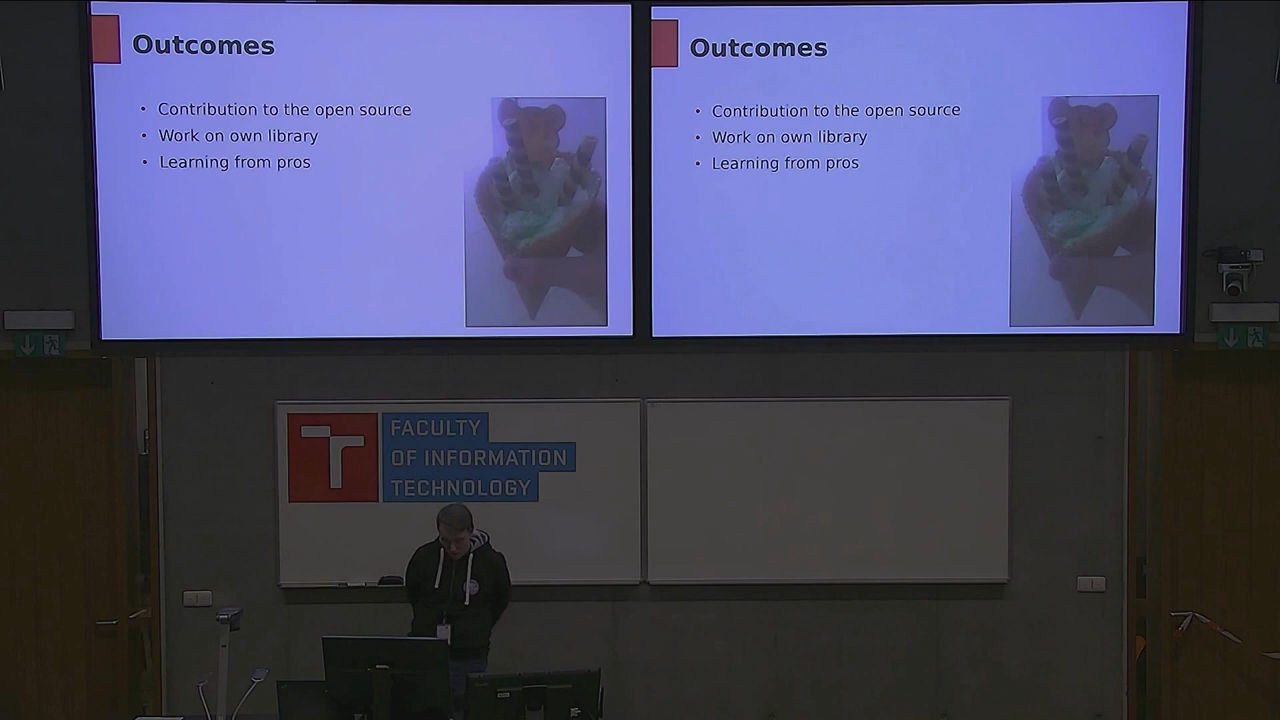 Outcomes
• Contribution to the open source
• Work on own library
• Learning from pros
Outcomes
• Contribution to the open source
• Work on own library
• Learning from pros
T
FACULTY
OF INFORMATION
TECHNOLOGY